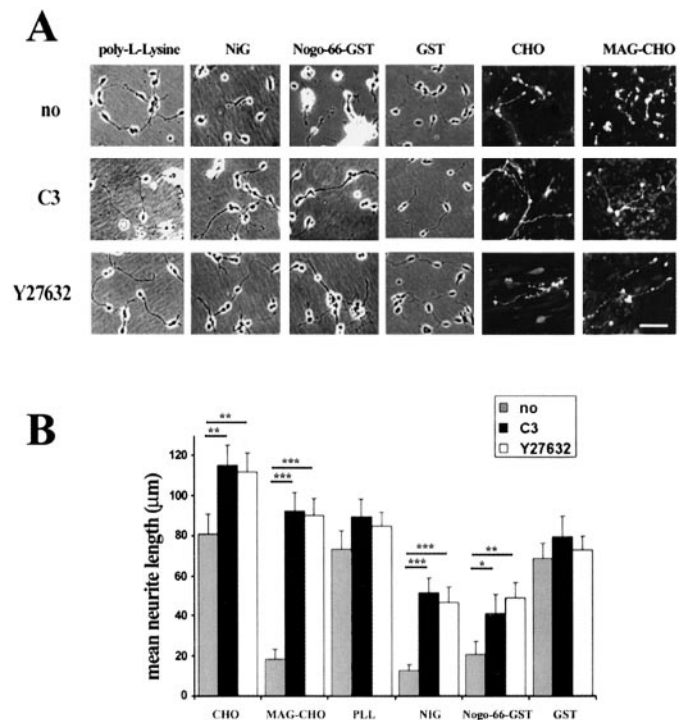 A
poly-L-Lysine NiG Nogo-66-GST GST CHO MAG-CHO
no
C3
Y27632
B
no
C3
Y27632
mean neurite length (µm)
120
100
80
60
40
20
0
** 
**
***
***
***
***
**
*
CHO MAG-CHO PLL NIG Nogo-66-GST GST